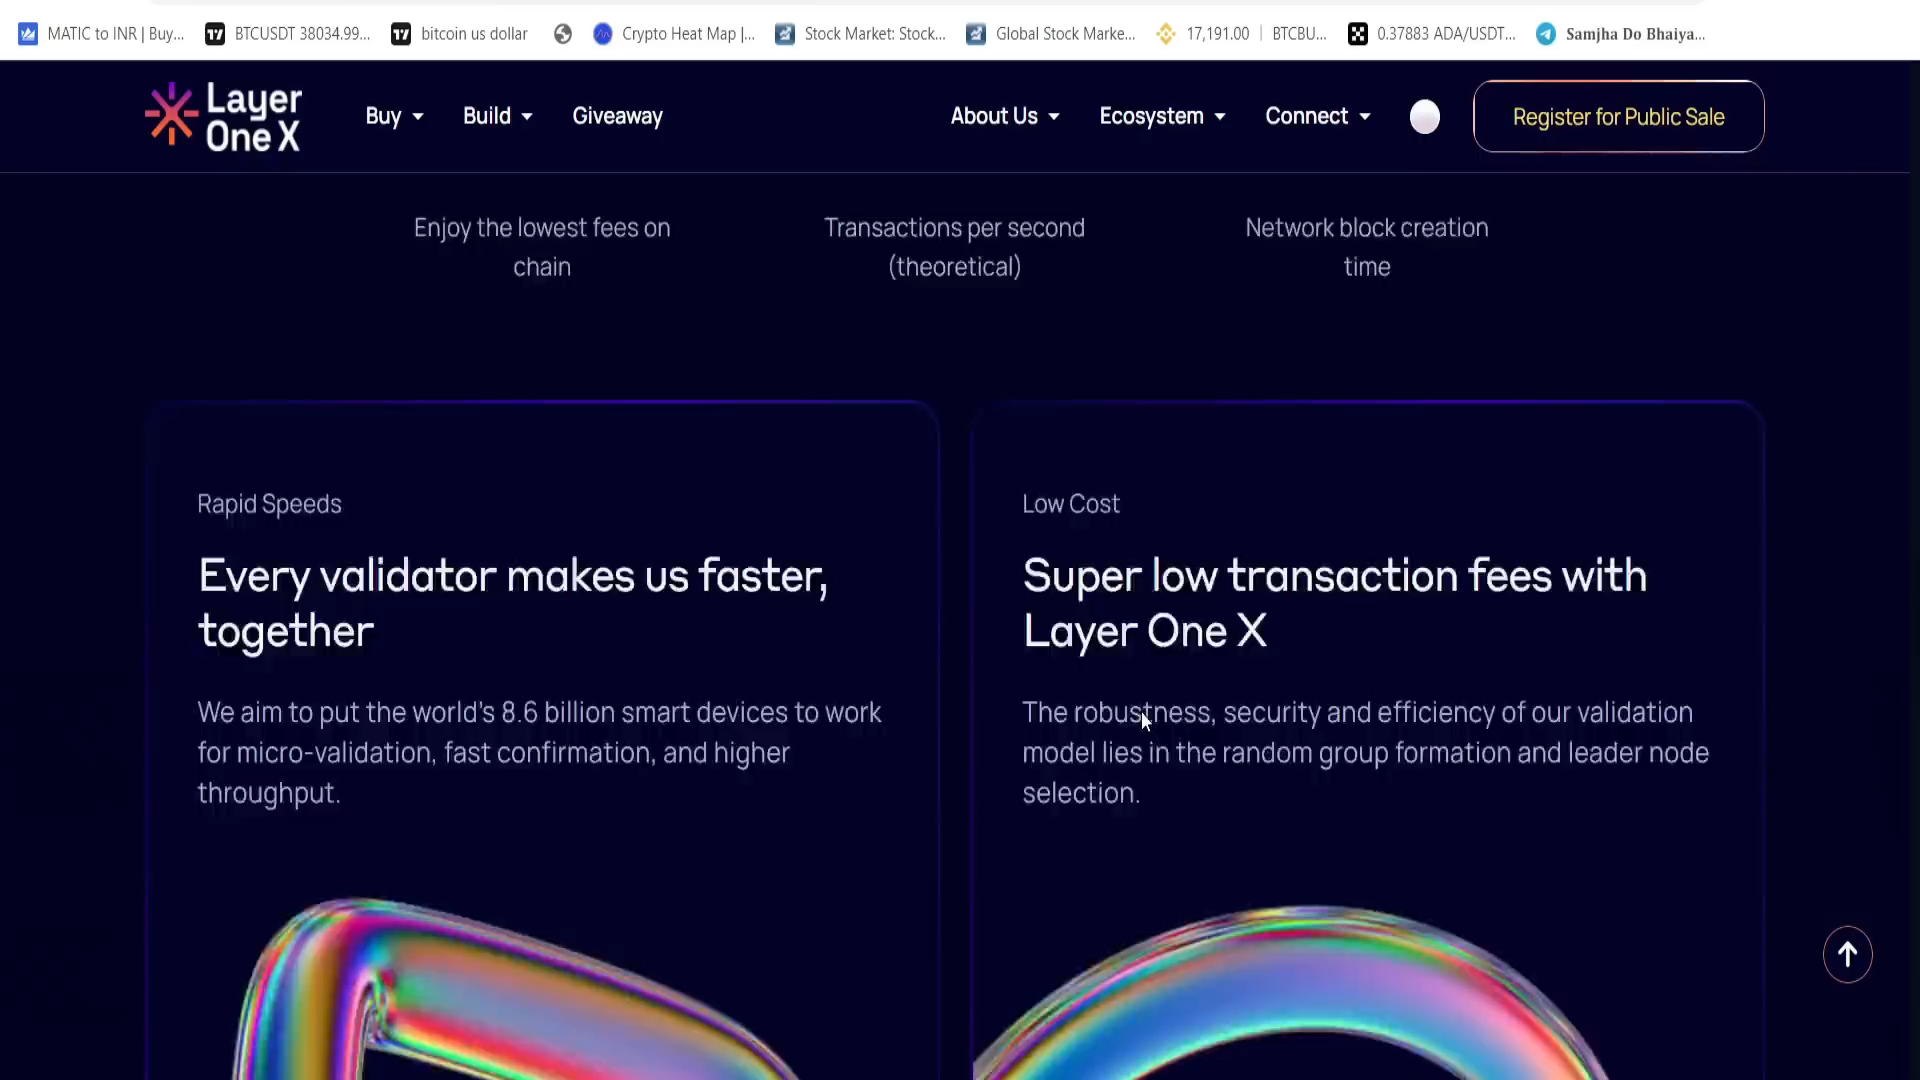 MATIC to INR | Buy... BTCUSDT 38034.99... bitcoin us dollar Crypto Heat Map |... Stock Market: Stock... Global Stock Marke... 17,191.00 | BTCBU... 0.37883 ADA/USDT... Samjha Do Bhaiya...
Layer
One X
Buy Build Giveaway About Us Ecosystem Connect Register for Public Sale
Enjoy the lowest fees on
chain
Transactions per second
(theoretical)
Network block creation
time
Rapid Speeds
Every validator makes us faster,
together
We aim to put the world's 8.6 billion smart devices to work
for micro-validation, fast confirmation, and higher
throughput.
Low Cost
Super low transaction fees with
Layer One X
The robustness, security and efficiency of our validation
model lies in the random group formation and leader node
selection.